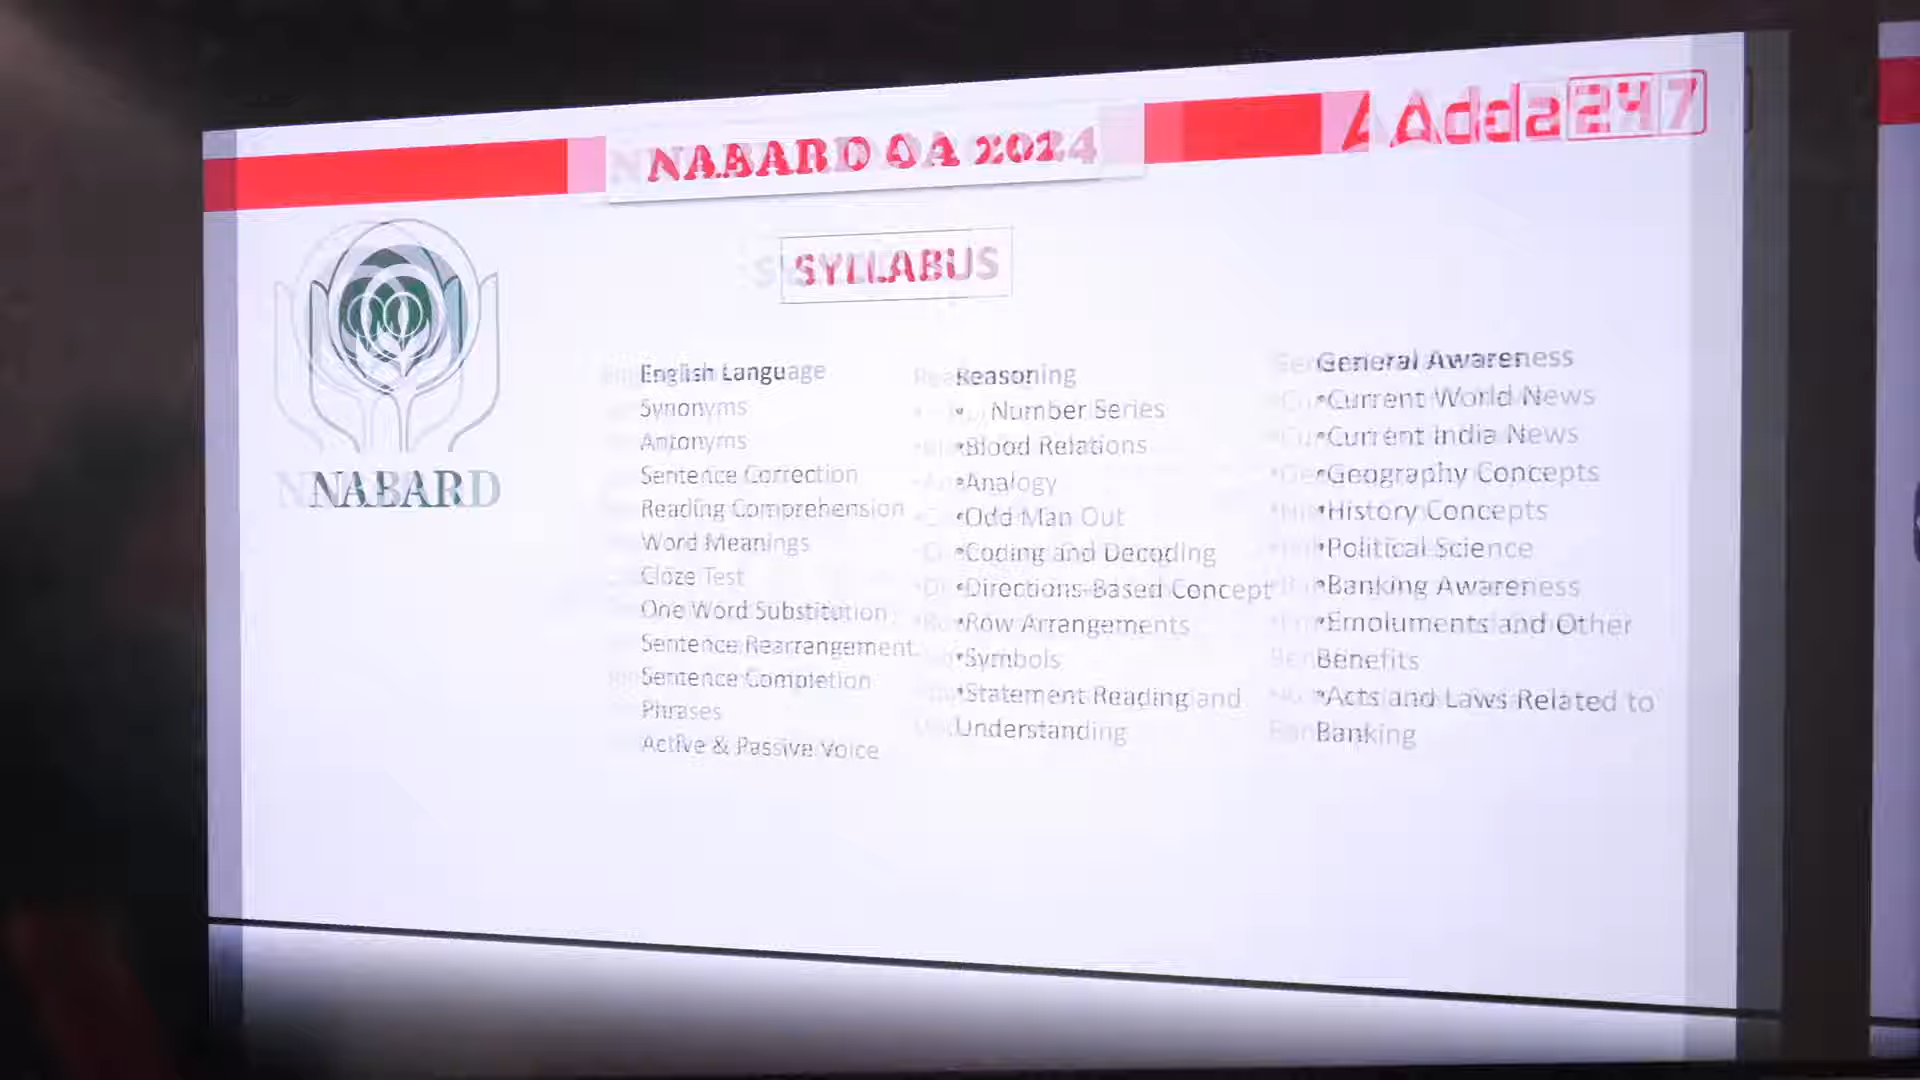 NABARD OA 2024
Adda247
SYLLABUS
NABARD
English Language
Synonyms
Antonyms
Sentence Correction
Reading Comprehension
Word Meanings
Cloze Test
One Word Substitution
Sentence Rearrangement
Sentence Completion
Phrases
Active & Passive Voice
Reasoning
• Number Series
•Blood Relations
•Analogy
•Odd Man Out
•Coding and Decoding
•Directions-Based Concept
•Row Arrangements
•Symbols
•Statement Reading and
Understanding
General Awareness
•Current World News
•Current India News
•Geography Concepts
•History Concepts
•Political Science
•Banking Awareness
•Emoluments and Other
Benefits
•Acts and Laws Related to
Banking